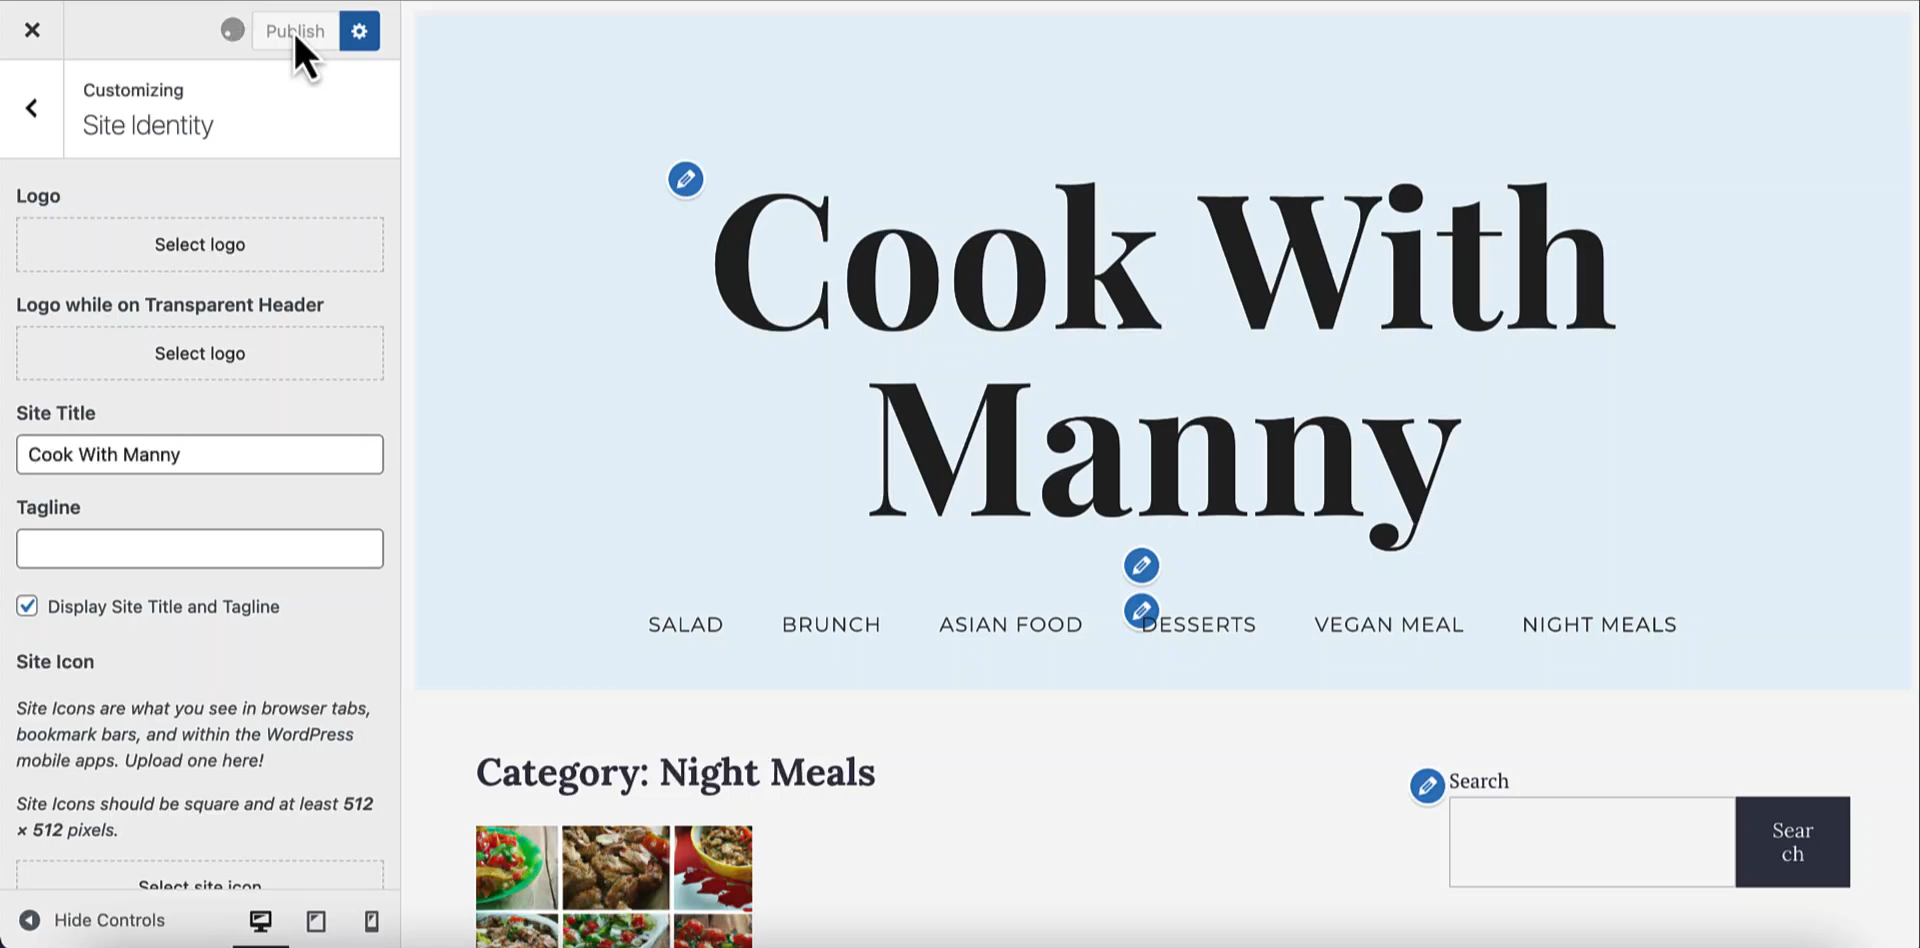 Publish
Customizing
Site Identity
Logo
Select logo
Logo while on Transparent Header
Select logo
Site Title
Cook With Manny
Tagline
Display Site Title and Tagline
Site Icon
Site Icons are what you see in browser tabs,
bookmark bars, and within the WordPress
mobile apps. Upload one here!
Site Icons should be square and at least 512
× 512 pixels.
Select site icon
Hide Controls
Cook With
Manny
SALAD BRUNCH ASIAN FOOD DESSERTS VEGAN MEAL NIGHT MEALS
Category: Night Meals
Search
Sear
ch